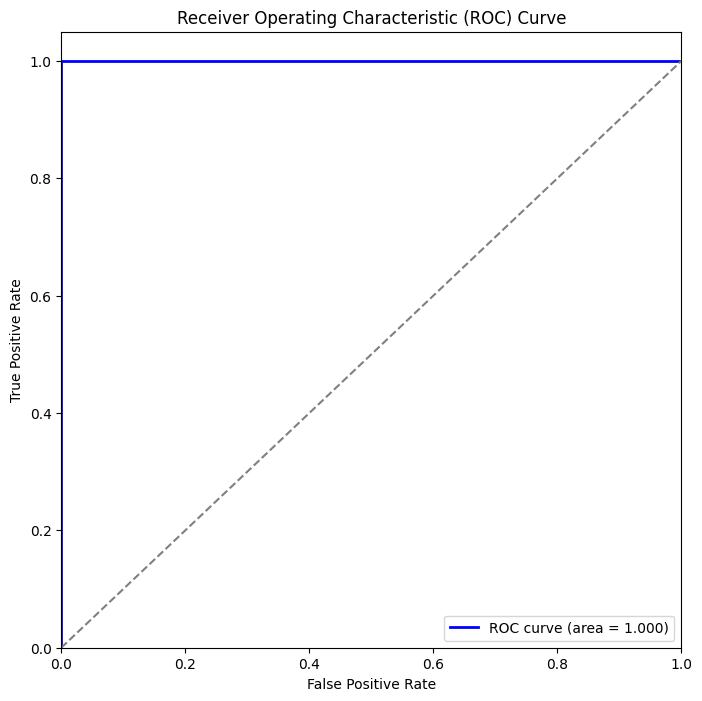 Receiver Operating Characteristic (ROC) Curve
True Positive Rate
1.0
0.8
0.6
0.4
0.2
0.0
ROC curve (area = 1.000)
0.0 0.2 0.4 0.6 0.8 1.0
False Positive Rate